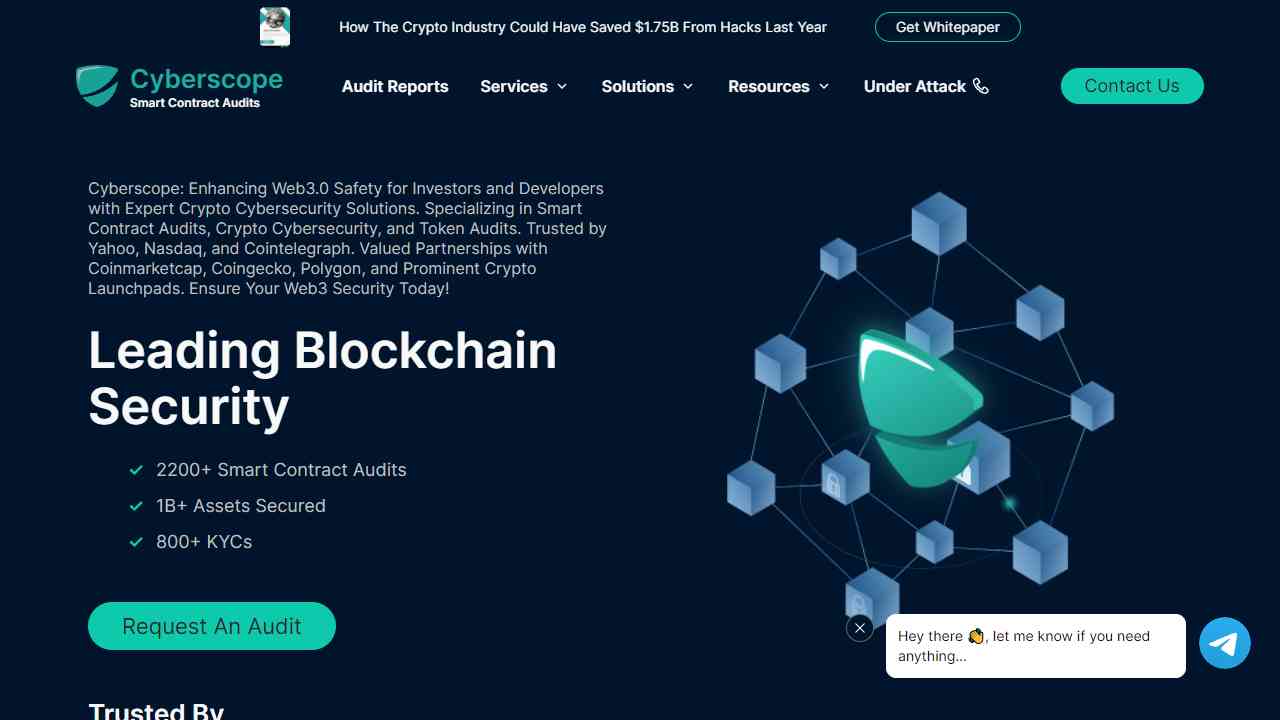 How The Crypto Industry Could Have Saved $1.75B From Hacks Last Year
Get Whitepaper
Cyberscope
Smart Contract Audits
Audit Reports
Services
Solutions
Resources
Under Attack
Contact Us
Cyberscope: Enhancing Web3.0 Safety for Investors and Developers
with Expert Crypto Cybersecurity Solutions. Specializing in Smart
Contract Audits, Crypto Cybersecurity, and Token Audits. Trusted by
Yahoo, Nasdaq, and Cointelegraph. Valued Partnerships with
Coinmarketcap, Coingecko, Polygon, and Prominent Crypto
Launchpads. Ensure Your Web3 Security Today!
Leading Blockchain
Security
2200+ Smart Contract Audits
1B+ Assets Secured
800+ KYCs
Request An Audit
Hey there 👋, let me know if you need
anything...
Trusted By